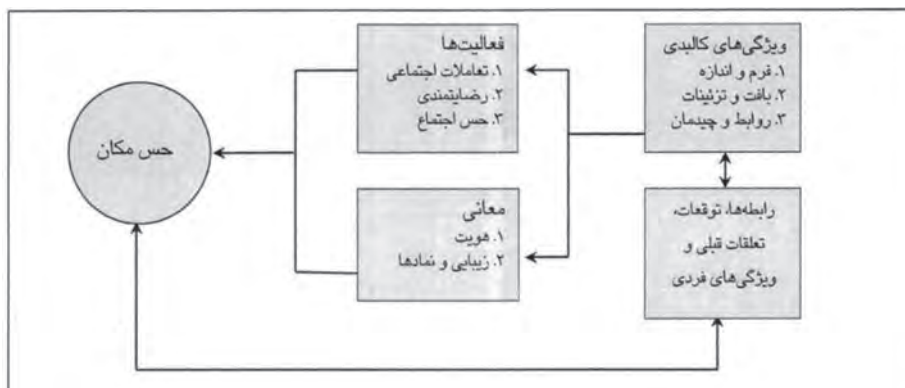 ویژگی‌های کالبدی
۱. فرم و اندازه
۲. بافت و تزئینات
۳. روابط و چیدمان
رابطه‌ها، توقعات،
تعلقات قبلی و
ویژگی‌های فردی
فعالیت‌ها
۱. تعاملات اجتماعی
۲. رضایتمندی
۳. حس اجتماع
معانی
۱. هویت
۲. زیبایی و نمادها
حس مکان